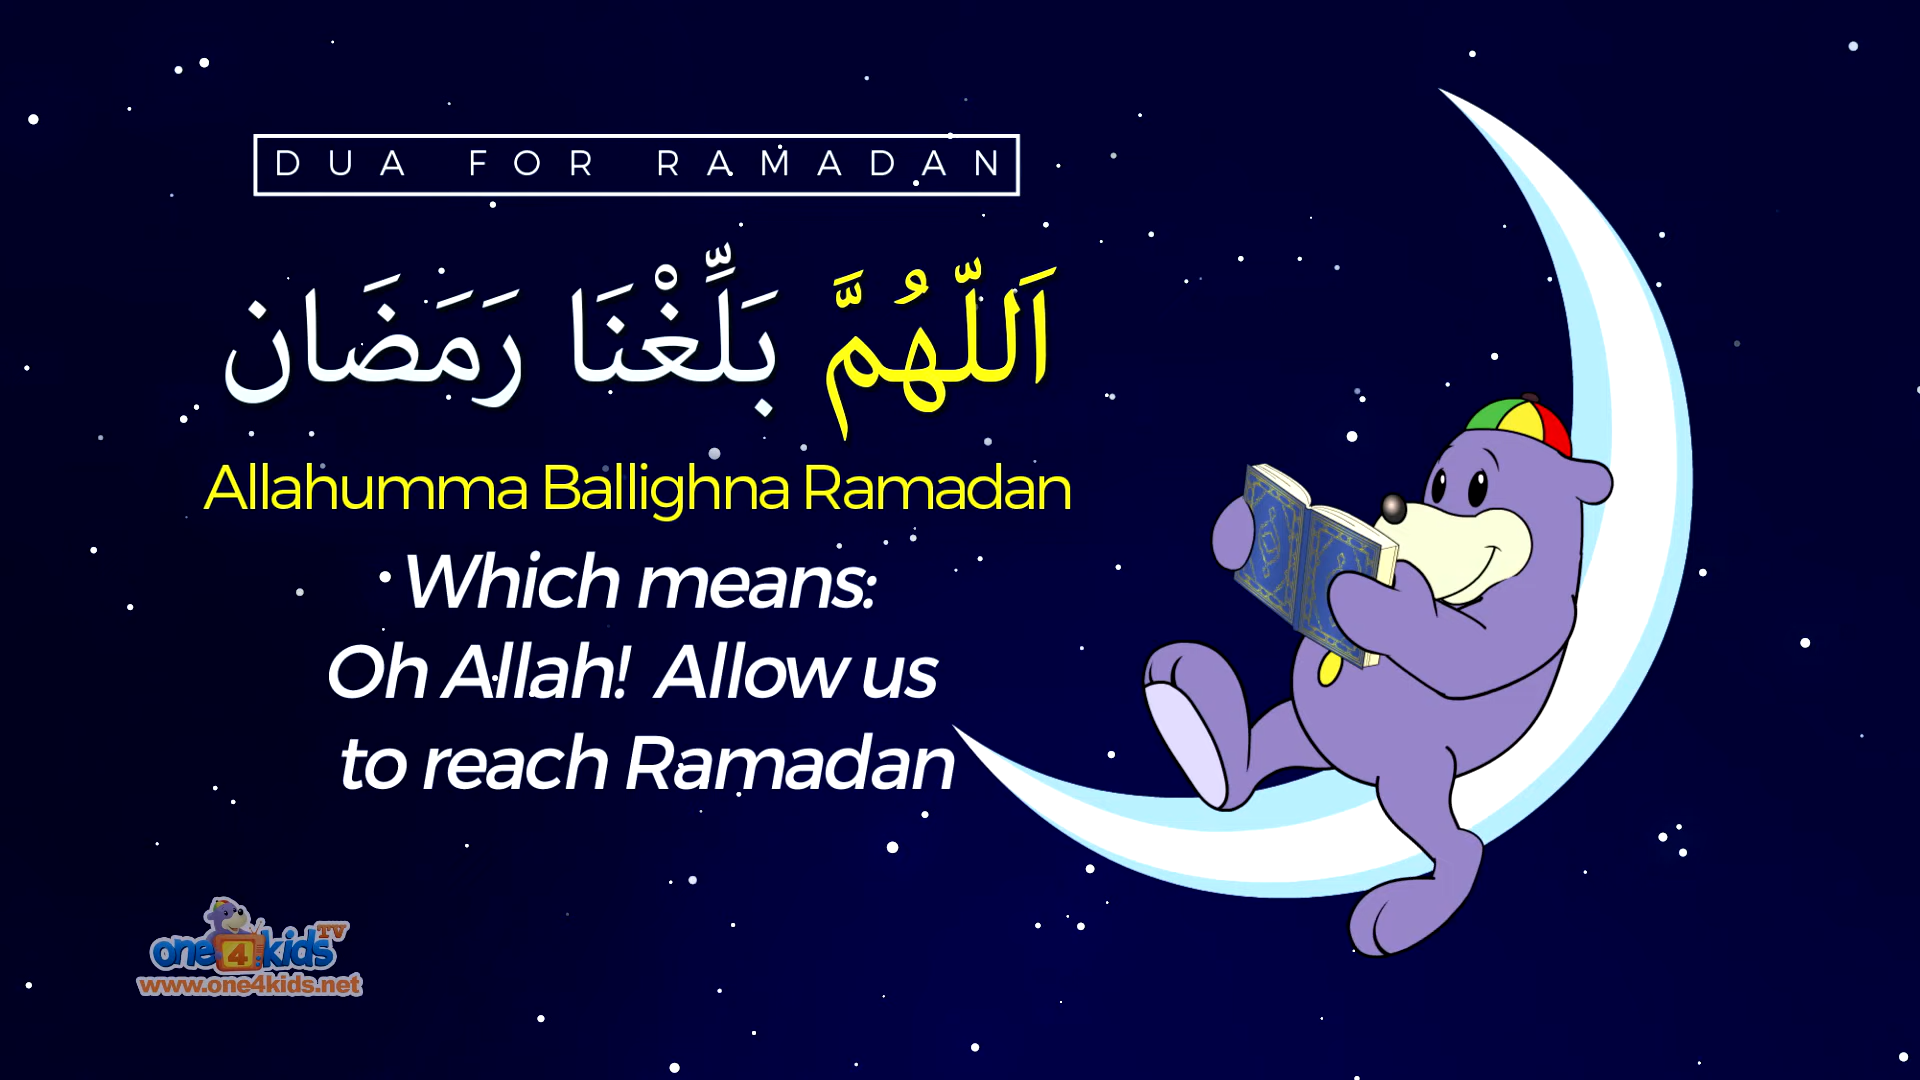 DUA FOR RAMADAN
اَللّٰهُمَّ بَلِّغْنَا رَمَضَان
Allahumma Ballighna Ramadan
Which means:
Oh Allah! Allow us
to reach Ramadan
one4kids TV
www.one4kids.net